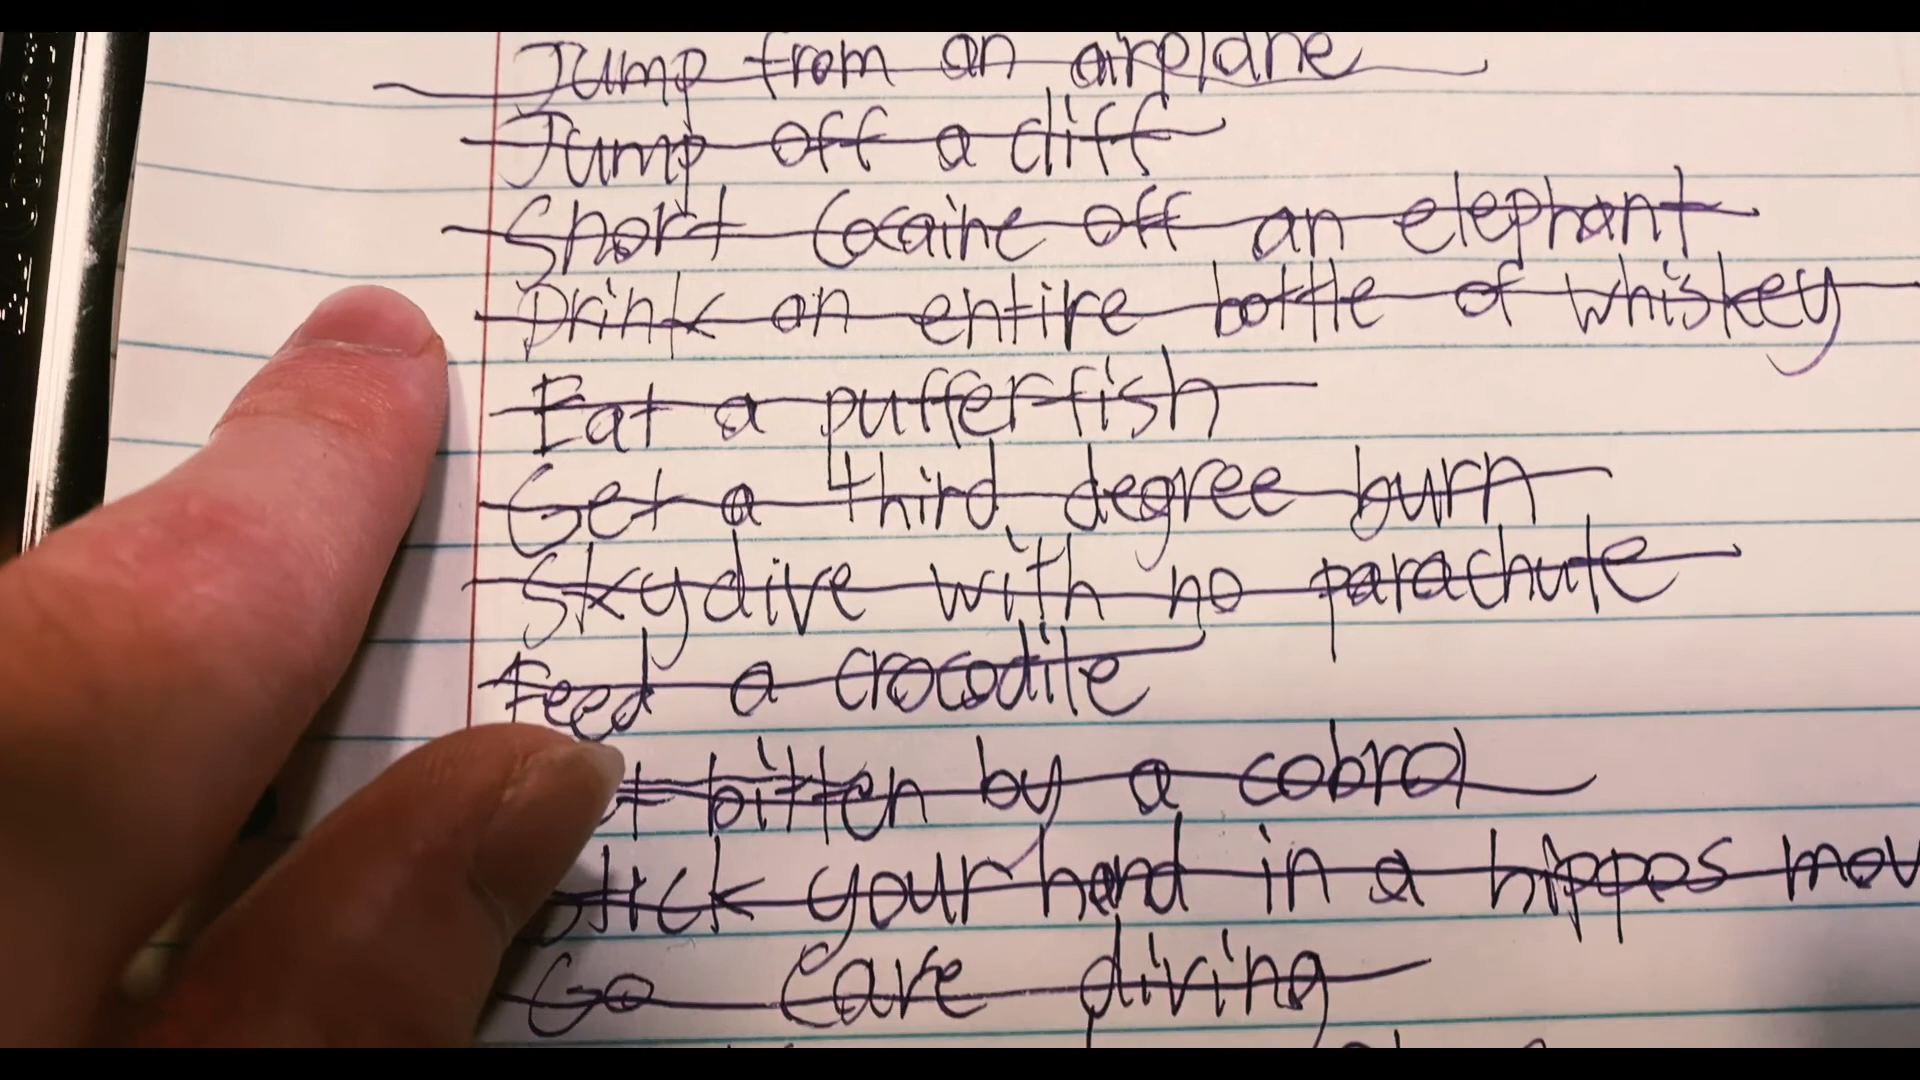 Jump from an airplane
Jump off a cliff
Snort Cocaine off an elephant
Drink an entire bottle of whiskey
Eat a pufferfish
Get a third degree burn
Skydive with no parachute
Feed a crocodile
bitten by a cobra
stick your hand in a hippos mou
Go Cave diving